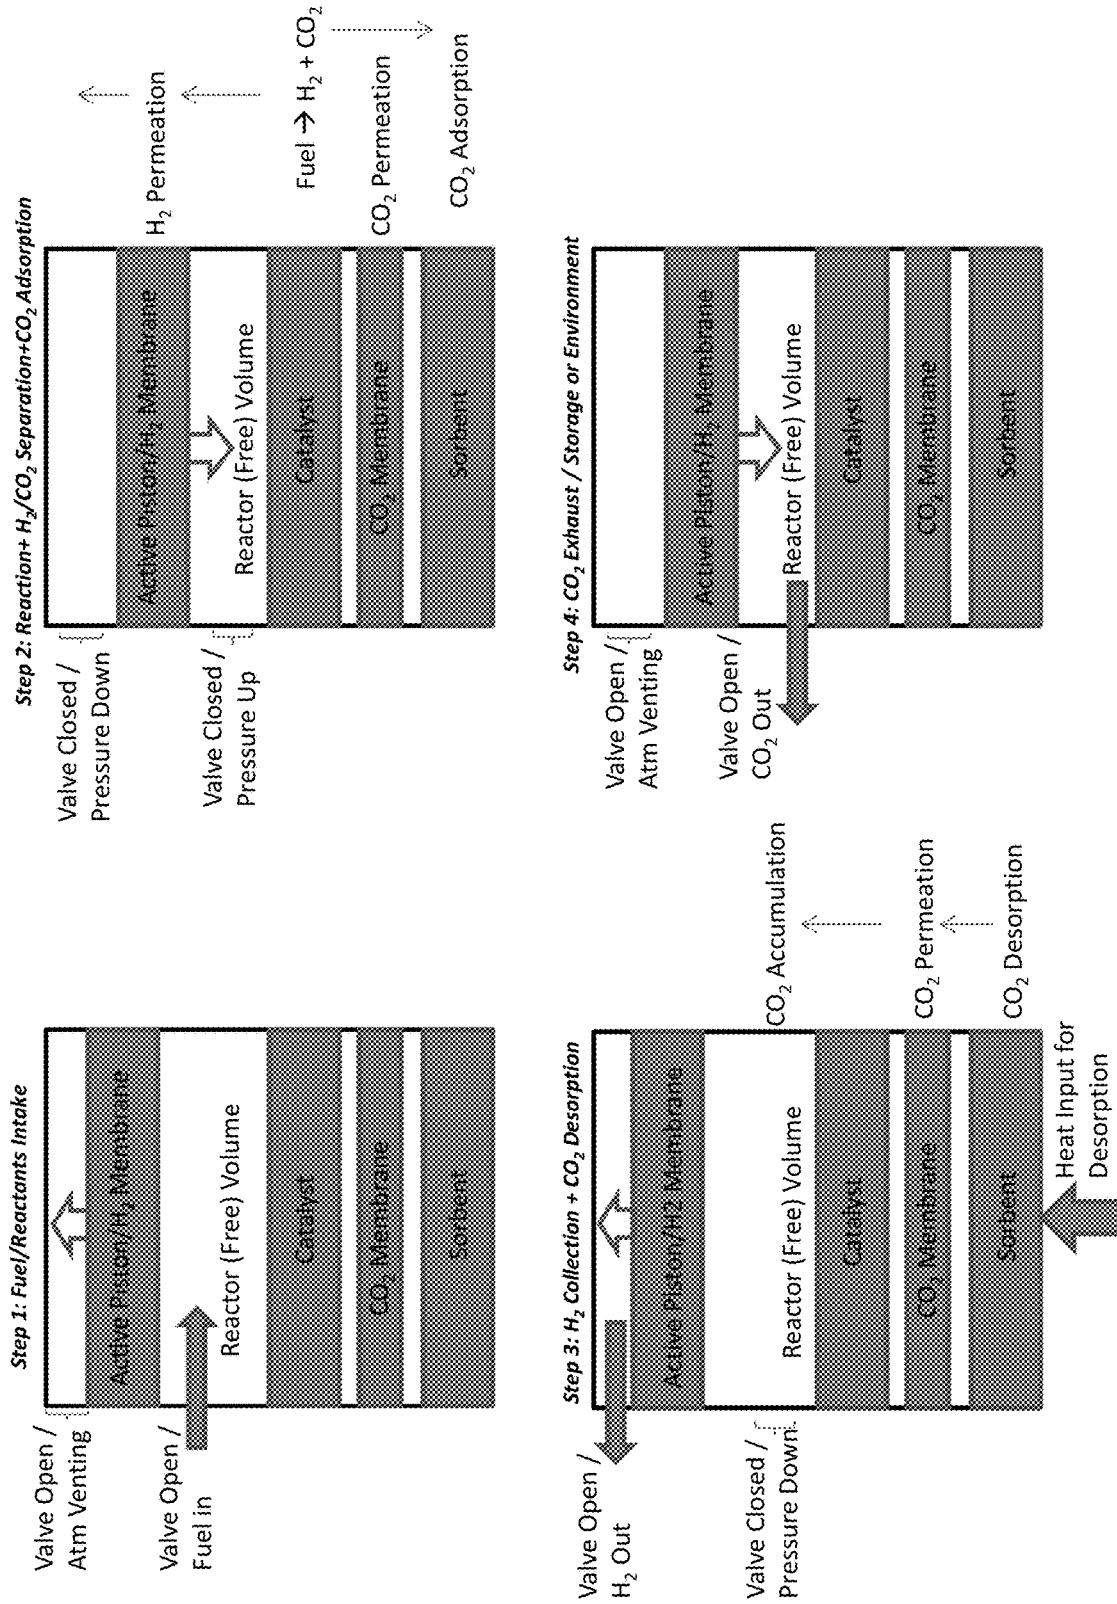 Step 1: Fuel/Reactants Intake
Valve Open /
Atm Venting
Active Piston/H₂ Membrane
Valve Open /
Fuel in
Reactor (Free) Volume
Catalyst
CO₂ Membrane
Sorbent
Step 2: Reaction+ H₂/CO₂ Separation+CO₂ Adsorption
Valve Closed /
Pressure Down
Active Piston/H₂ Membrane
H₂ Permeation
Valve Closed /
Pressure Up
Reactor (Free) Volume
Fuel → H₂ + CO₂
Catalyst
CO₂ Membrane
CO₂ Permeation
Sorbent
CO₂ Adsorption
Step 3: H₂ Collection + CO₂ Desorption
Valve Open /
H₂ Out
Active Piston/H2 Membrane
Valve Closed /
Pressure Down
Reactor (Free) Volume
CO₂ Accumulation
Catalyst
CO₂ Membrane
CO₂ Permeation
Sorbent
CO₂ Desorption
Heat Input for
Desorption
Step 4: CO₂ Exhaust / Storage or Environment
Valve Open /
Atm Venting
Active Piston/H₂ Membrane
Valve Open /
CO₂ Out
Reactor (Free) Volume
Catalyst
CO₂ Membrane
Sorbent